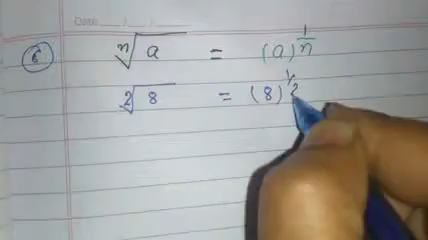 Date
6 ⁿ√a = (a)^1/n
²√8 = (8)^1/2